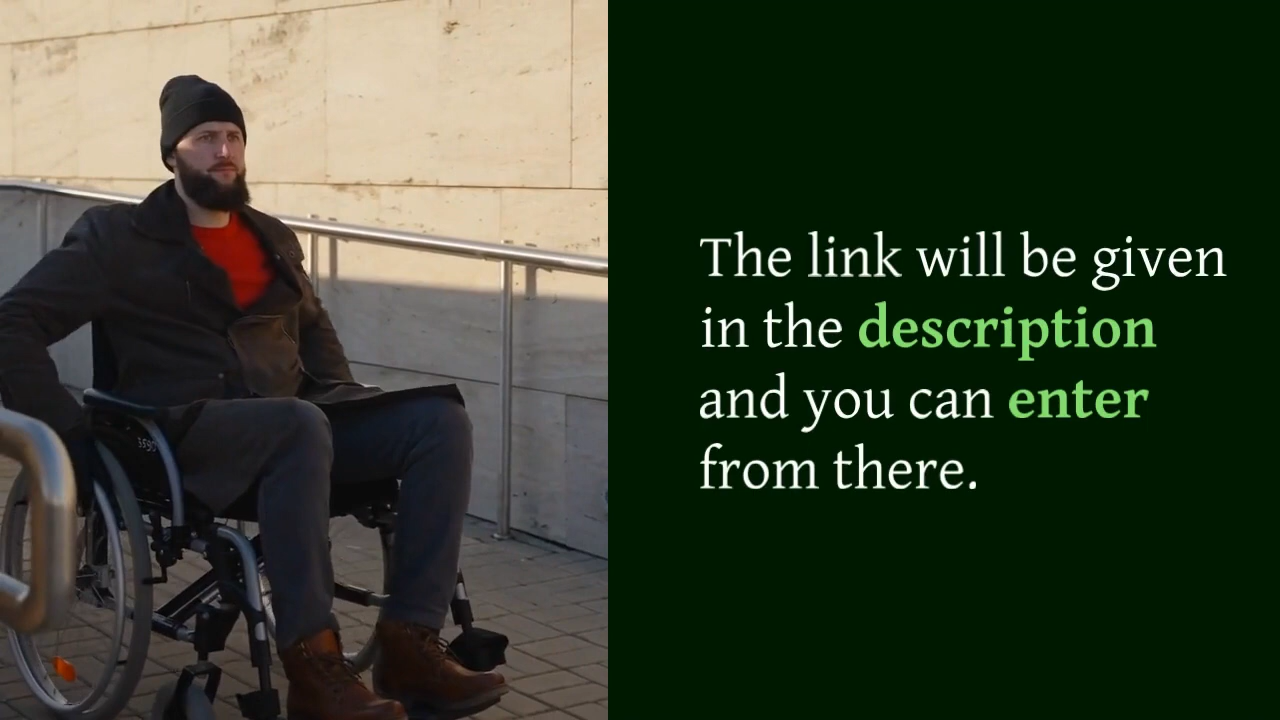 The link will be given
in the description
and you can enter
from there.